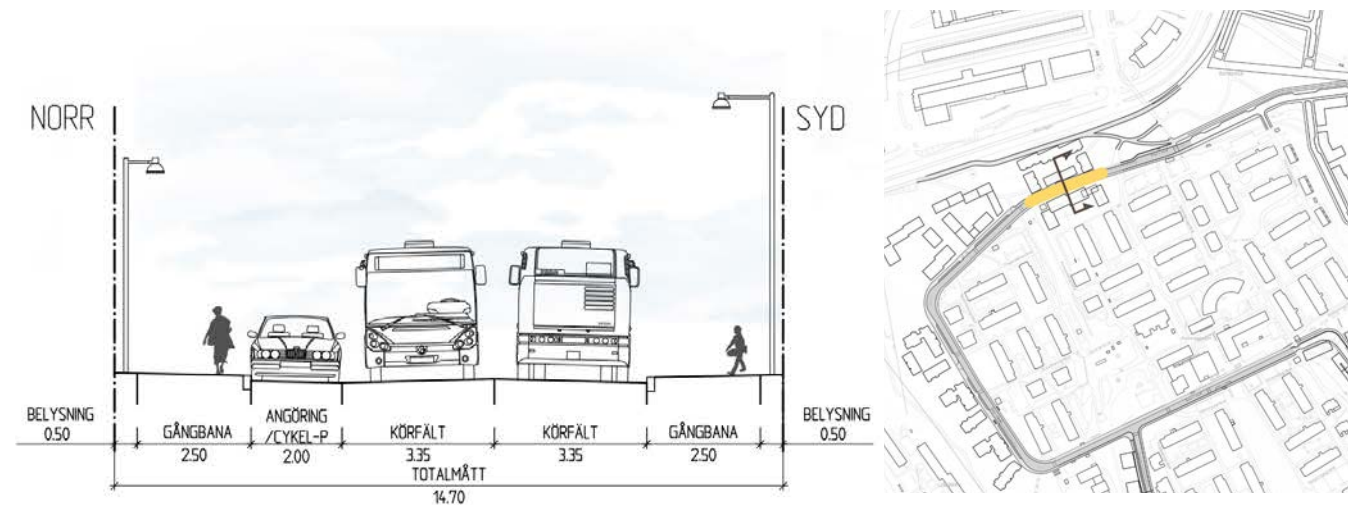 NORR
SYD
BELYSNING
0.50
GÅNGBANA
2.50
ANGÖRING
/CYKEL-P
2.00
KÖRFÄLT
3.35
KÖRFÄLT
3.35
GÅNGBANA
2.50
BELYSNING
0.50
TOTALMÅTT
14.70